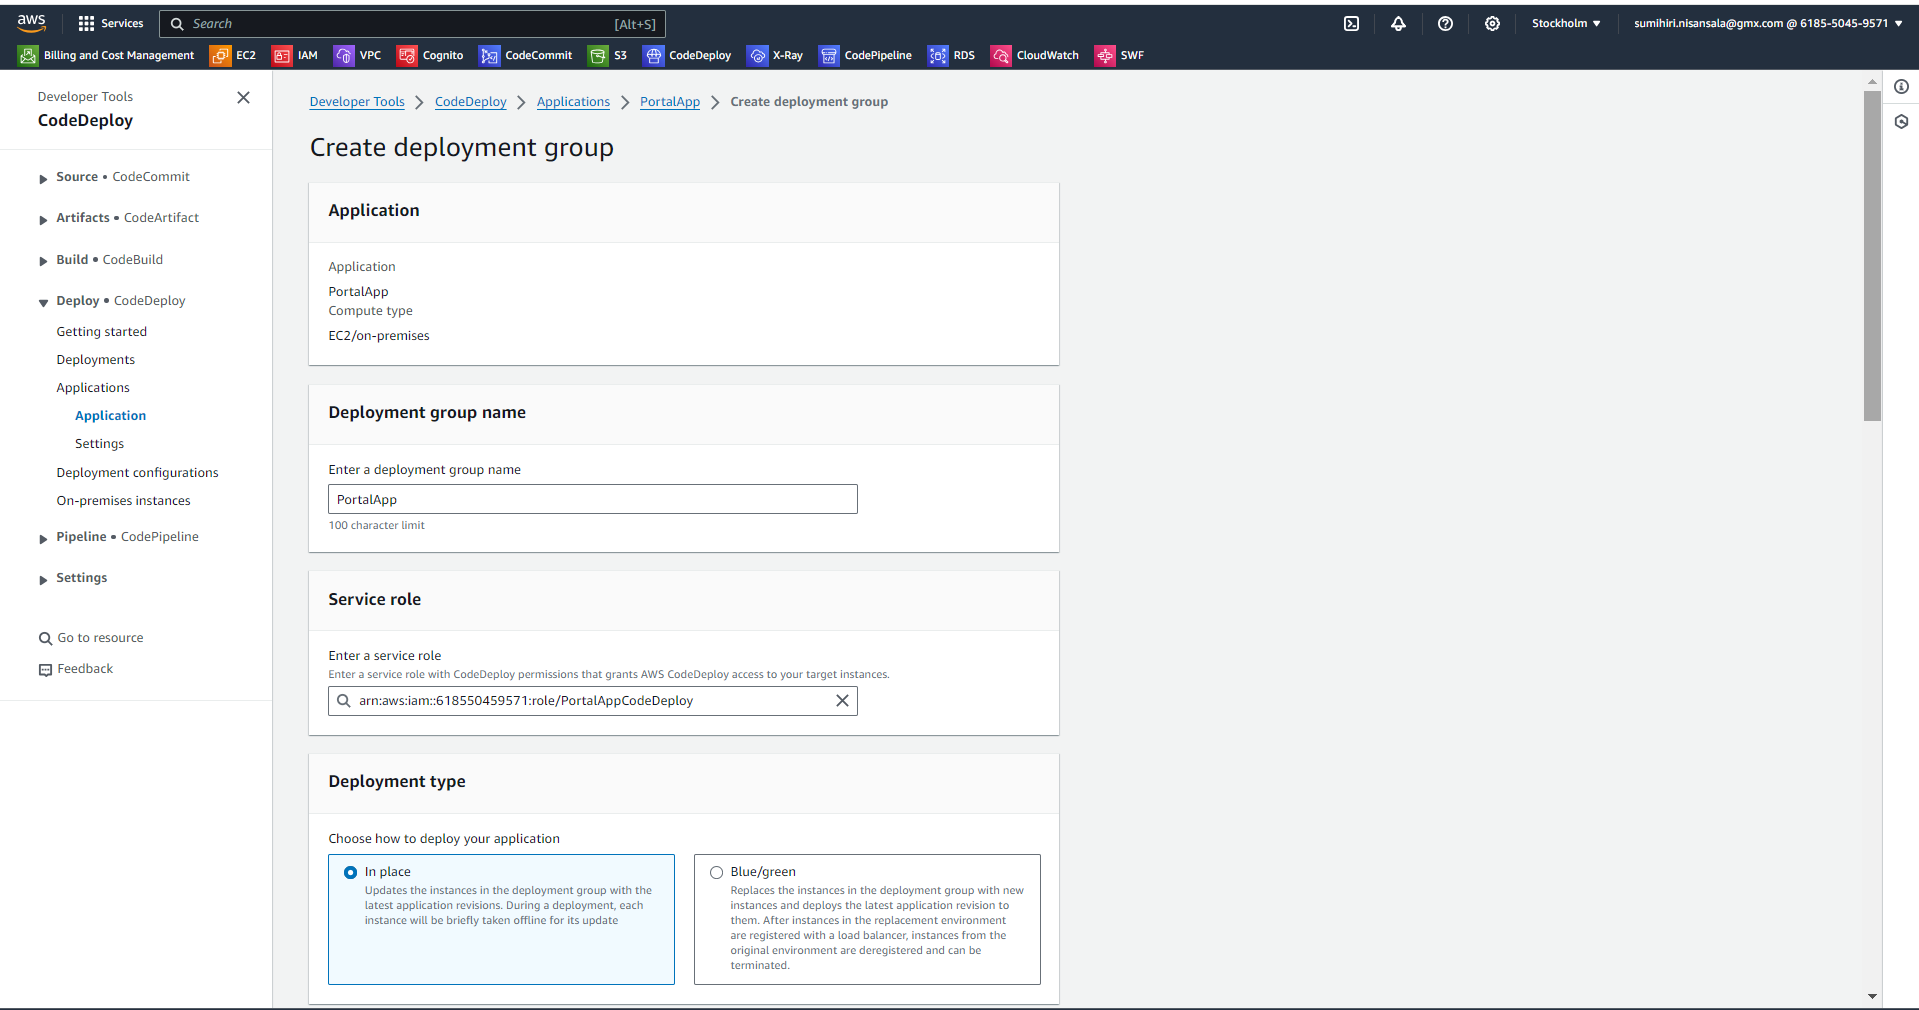 aws
Services
Search
[Alt+S]
Stockholm
sumihiri.nisansala@gmx.com @ 6185-5045-9571
Billing and Cost Management
EC2
IAM
VPC
Cognito
CodeCommit
S3
CodeDeploy
X-Ray
CodePipeline
RDS
CloudWatch
SWF
Developer Tools
CodeDeploy
Source • CodeCommit
Artifacts • CodeArtifact
Build • CodeBuild
Deploy • CodeDeploy
Getting started
Deployments
Applications
Application
Settings
Deployment configurations
On-premises instances
Pipeline • CodePipeline
Settings
Go to resource
Feedback
Developer Tools
CodeDeploy
Applications
PortalApp
Create deployment group
Create deployment group
Application
Application
PortalApp
Compute type
EC2/on-premises
Deployment group name
Enter a deployment group name
PortalApp
100 character limit
Service role
Enter a service role
Enter a service role with CodeDeploy permissions that grants AWS CodeDeploy access to your target instances.
arn:aws:iam::618550459571:role/PortalAppCodeDeploy
Deployment type
Choose how to deploy your application
In place
Updates the instances in the deployment group with the
latest application revisions. During a deployment, each
instance will be briefly taken offline for its update
Blue/green
Replaces the instances in the deployment group with new
instances and deploys the latest application revision to
them. After instances in the replacement environment
are registered with a load balancer, instances from the
original environment are deregistered and can be
terminated.